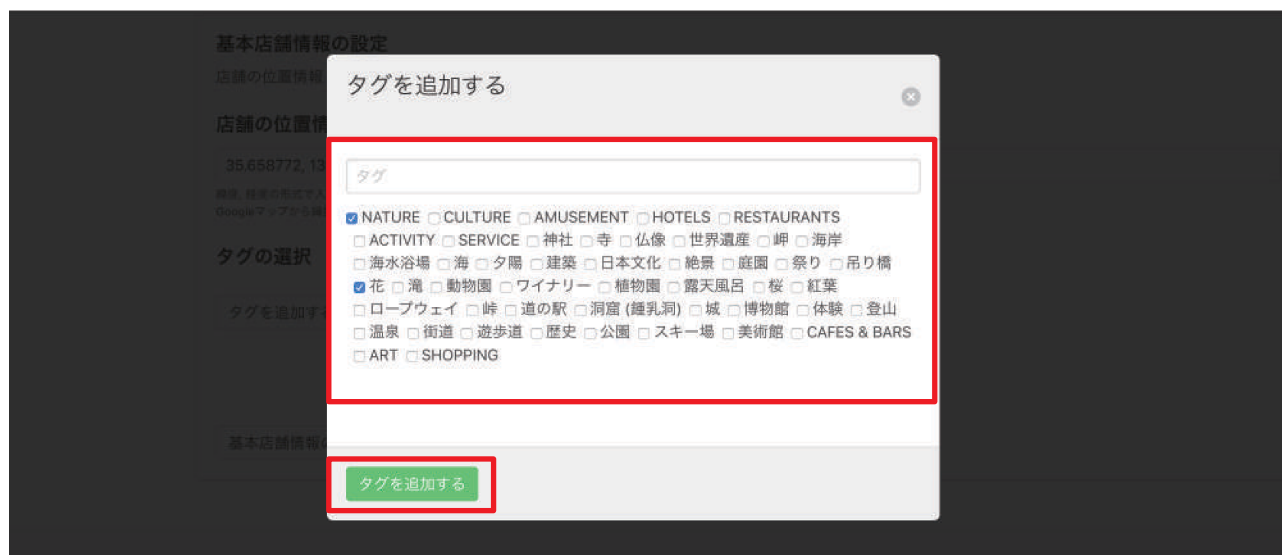 基本店舗情報の設定
店舗の位置情報
タグを追加する
店舗の位置情
35.658772, 13
タグ
NATURE CULTURE AMUSEMENT HOTELS RESTAURANTS
ACTIVITY SERVICE 神社 寺 仏像 世界遺産 岬 海岸
海水浴場 海 夕陽 建築 日本文化 絶景 庭園 祭り 吊り橋
タグの選択
花 滝 動物園 ワイナリー 植物園 露天風呂 桜 紅葉
タグを追加す
ロープウェイ 峠 道の駅 洞窟 (鍾乳洞) 城 博物館 体験 登山
温泉 街道 遊歩道 歴史 公園 スキー場 美術館 CAFES & BARS
ART SHOPPING
基本店舗情報
タグを追加する